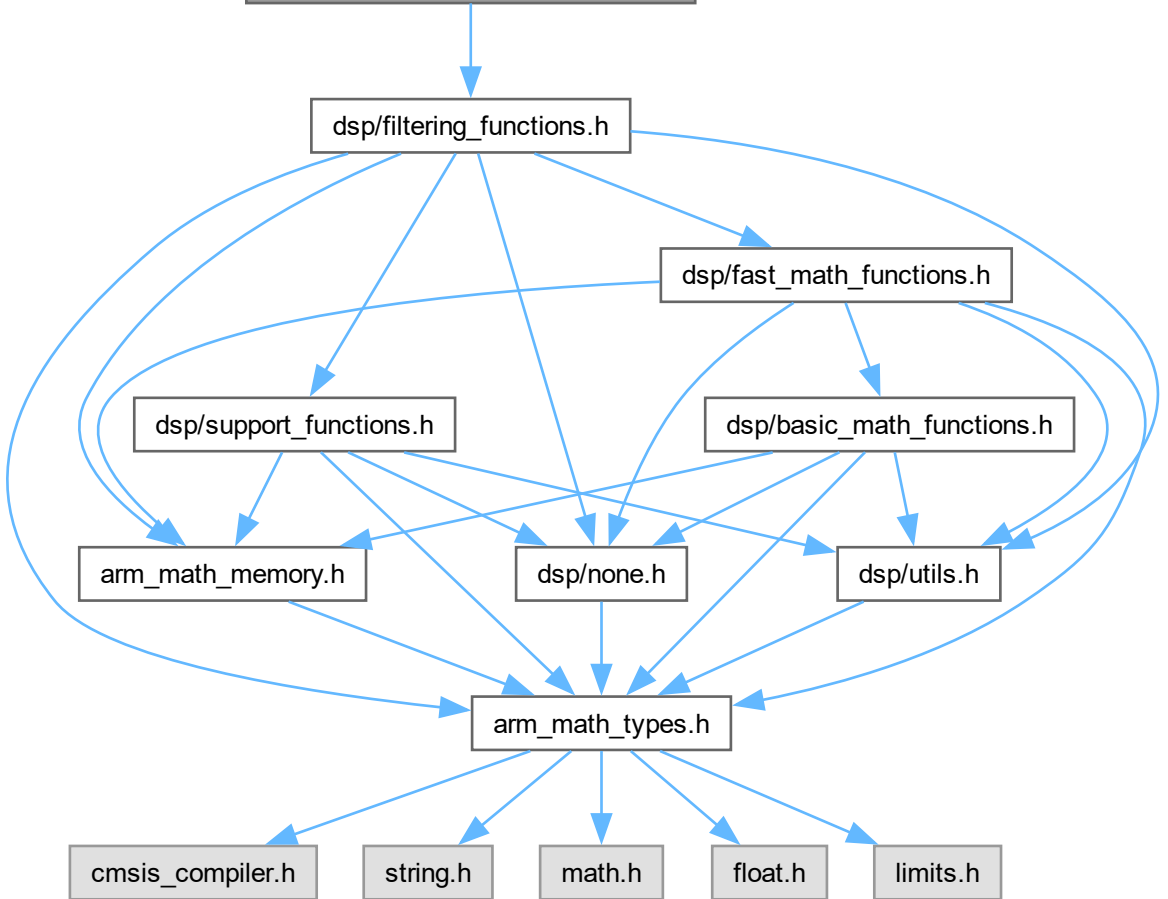 dsp/filtering_functions.h
dsp/fast_math_functions.h
dsp/support_functions.h
dsp/basic_math_functions.h
arm_math_memory.h
dsp/none.h
dsp/utils.h
arm_math_types.h
cmsis_compiler.h
string.h
math.h
float.h
limits.h